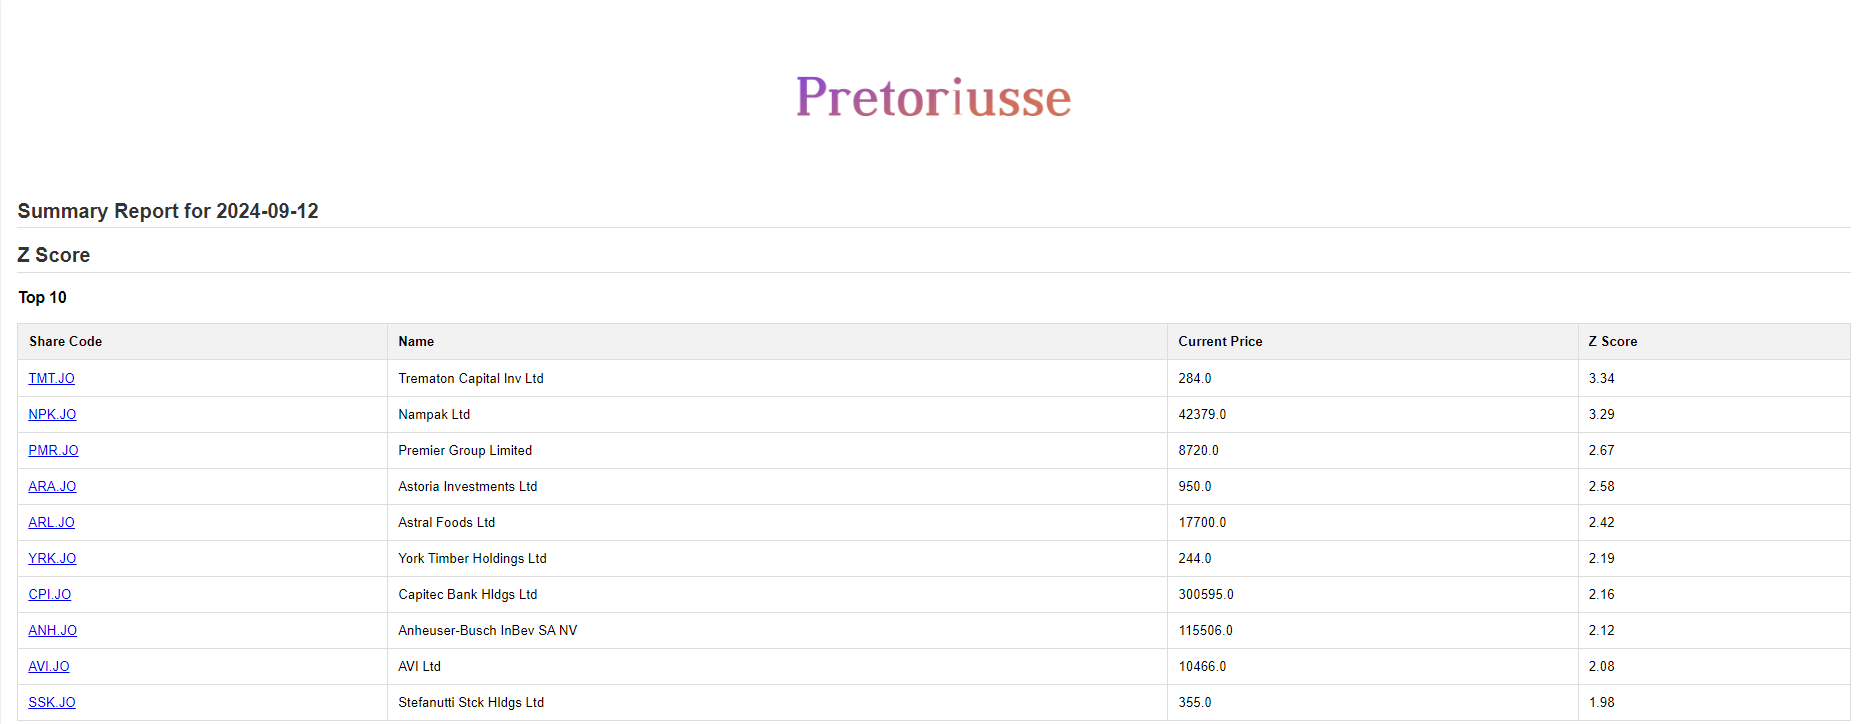 Pretoriusse
Summary Report for 2024-09-12
Z Score
Top 10
Share Code Name Current Price Z Score
TMT.JO Trematon Capital Inv Ltd 284.0 3.34
NPK.JO Nampak Ltd 42379.0 3.29
PMR.JO Premier Group Limited 8720.0 2.67
ARA.JO Astoria Investments Ltd 950.0 2.58
ARL.JO Astral Foods Ltd 17700.0 2.42
YRK.JO York Timber Holdings Ltd 244.0 2.19
CPI.JO Capitec Bank Hldgs Ltd 300595.0 2.16
ANH.JO Anheuser-Busch InBev SA NV 115506.0 2.12
AVI.JO AVI Ltd 10466.0 2.08
SSK.JO Stefanutti Stck Hldgs Ltd 355.0 1.98